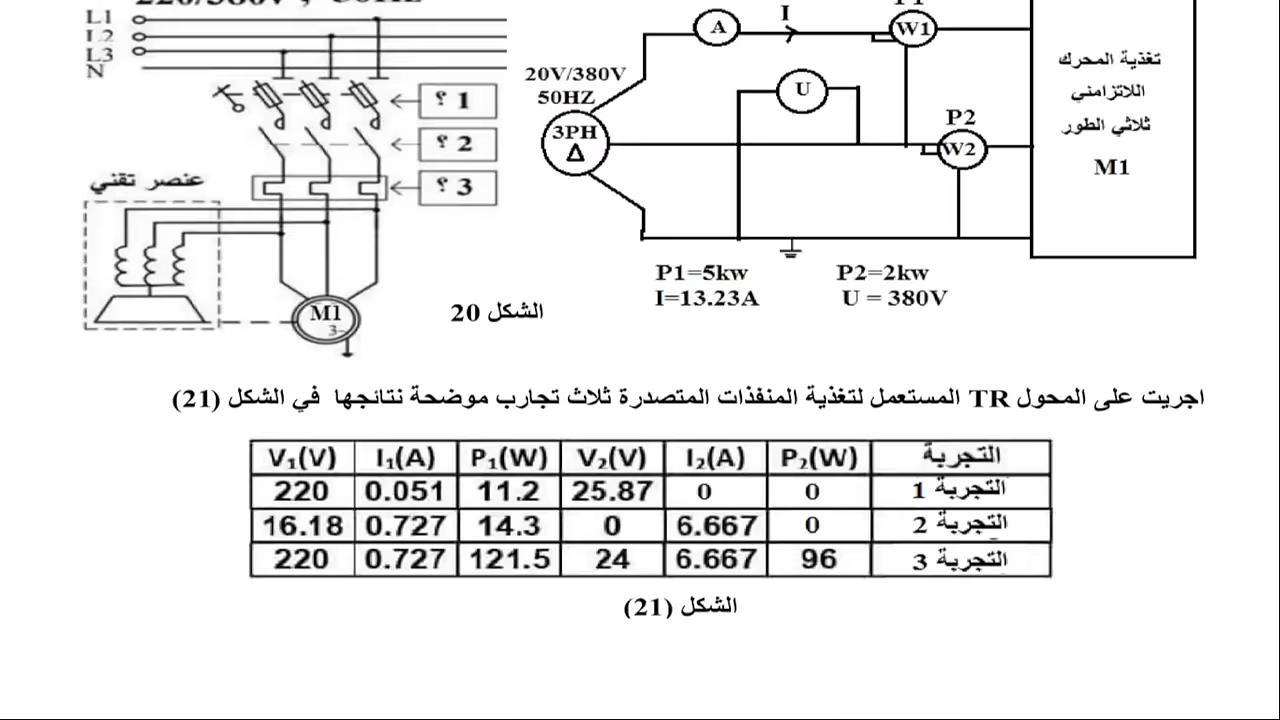 220/380V , 50HZ
L1
L2
L3
N
1 ؟
2 ؟
3 ؟
عنصر تقني
M1
3~
الشكل 20
20V/380V
50HZ
3PH
Δ
A
I
W1
U
P2
W2
تغذية المحرك
اللاتزامني
ثلاثي الطور
M1
P1=5kw P2=2kw
I=13.23A U = 380V
اجريت على المحول TR المستعمل لتغذية المنفذات المتصدرة ثلاث تجارب موضحة نتائجها في الشكل (21)
V₁(V) I₁(A) P₁(W) V₂(V) I₂(A) P₂(W) التجربة
220 0.051 11.2 25.87 0 0 التجربة 1
16.18 0.727 14.3 0 6.667 0 التجربة 2
220 0.727 121.5 24 6.667 96 التجربة 3
الشكل (21)